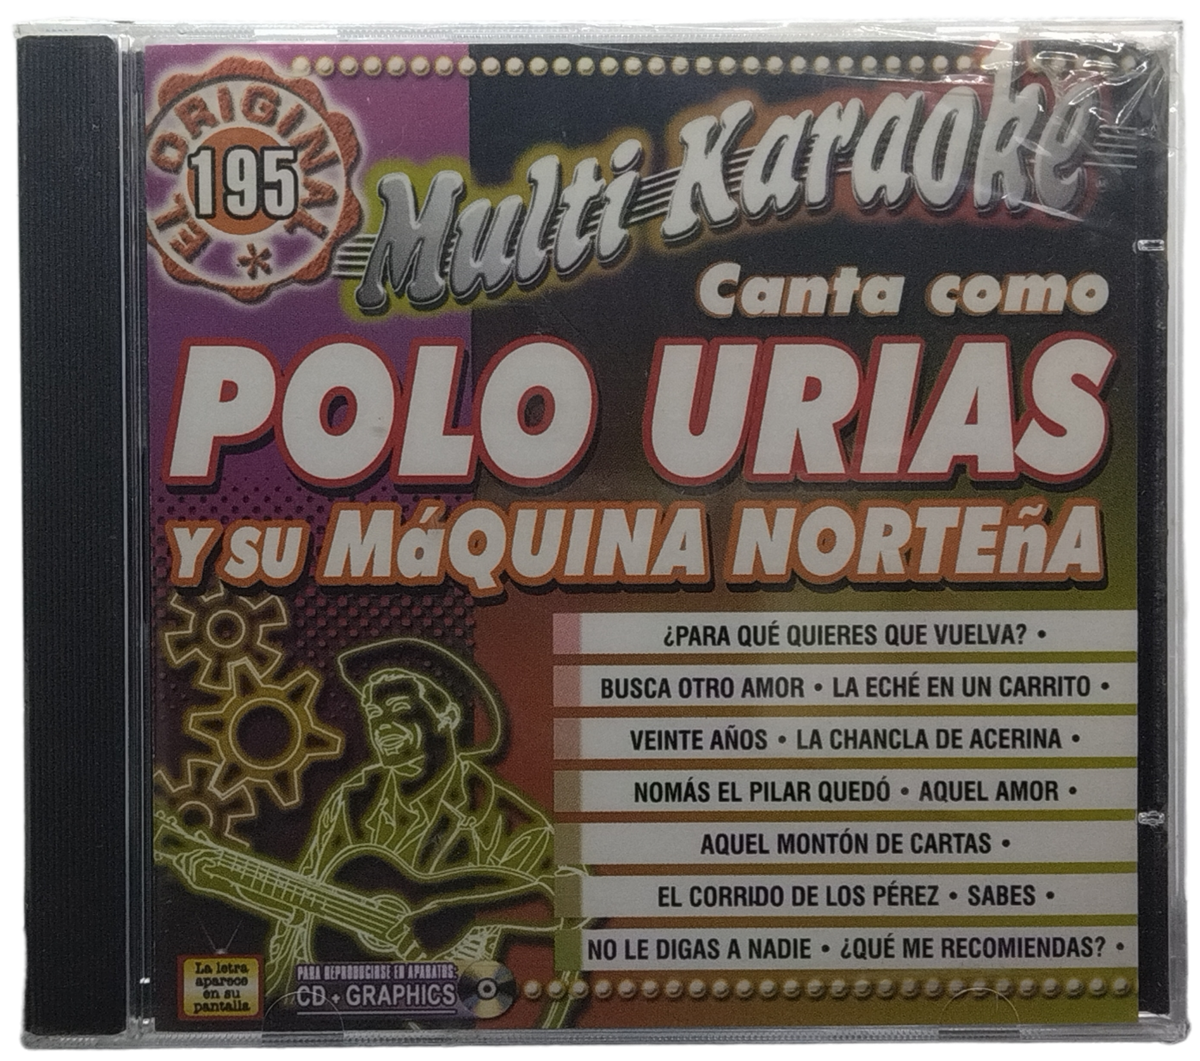 EL ORIGINAL *
195
Multi Karaoke
Canta como
POLO URIAS
Y SU MáQUINA NORTEñA
¿PARA QUÉ QUIERES QUE VUELVA? •
BUSCA OTRO AMOR • LA ECHÉ EN UN CARRITO •
VEINTE AÑOS • LA CHANCLA DE ACERINA •
NOMÁS EL PILAR QUEDÓ • AQUEL AMOR •
AQUEL MONTÓN DE CARTAS •
EL CORRIDO DE LOS PÉREZ • SABES •
NO LE DIGAS A NADIE • ¿QUÉ ME RECOMIENDAS? •
La letra
aparece
en su
pantalla
PARA REPRODUCIRSE EN APARATOS:
CD + GRAPHICS